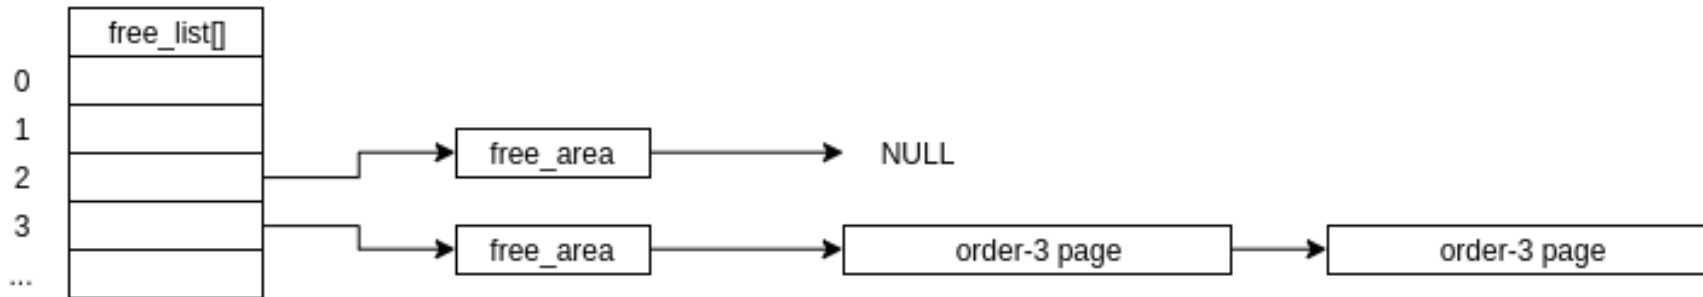 free_list[]
0
1
2
3
...
free_area
NULL
free_area
order-3 page
order-3 page